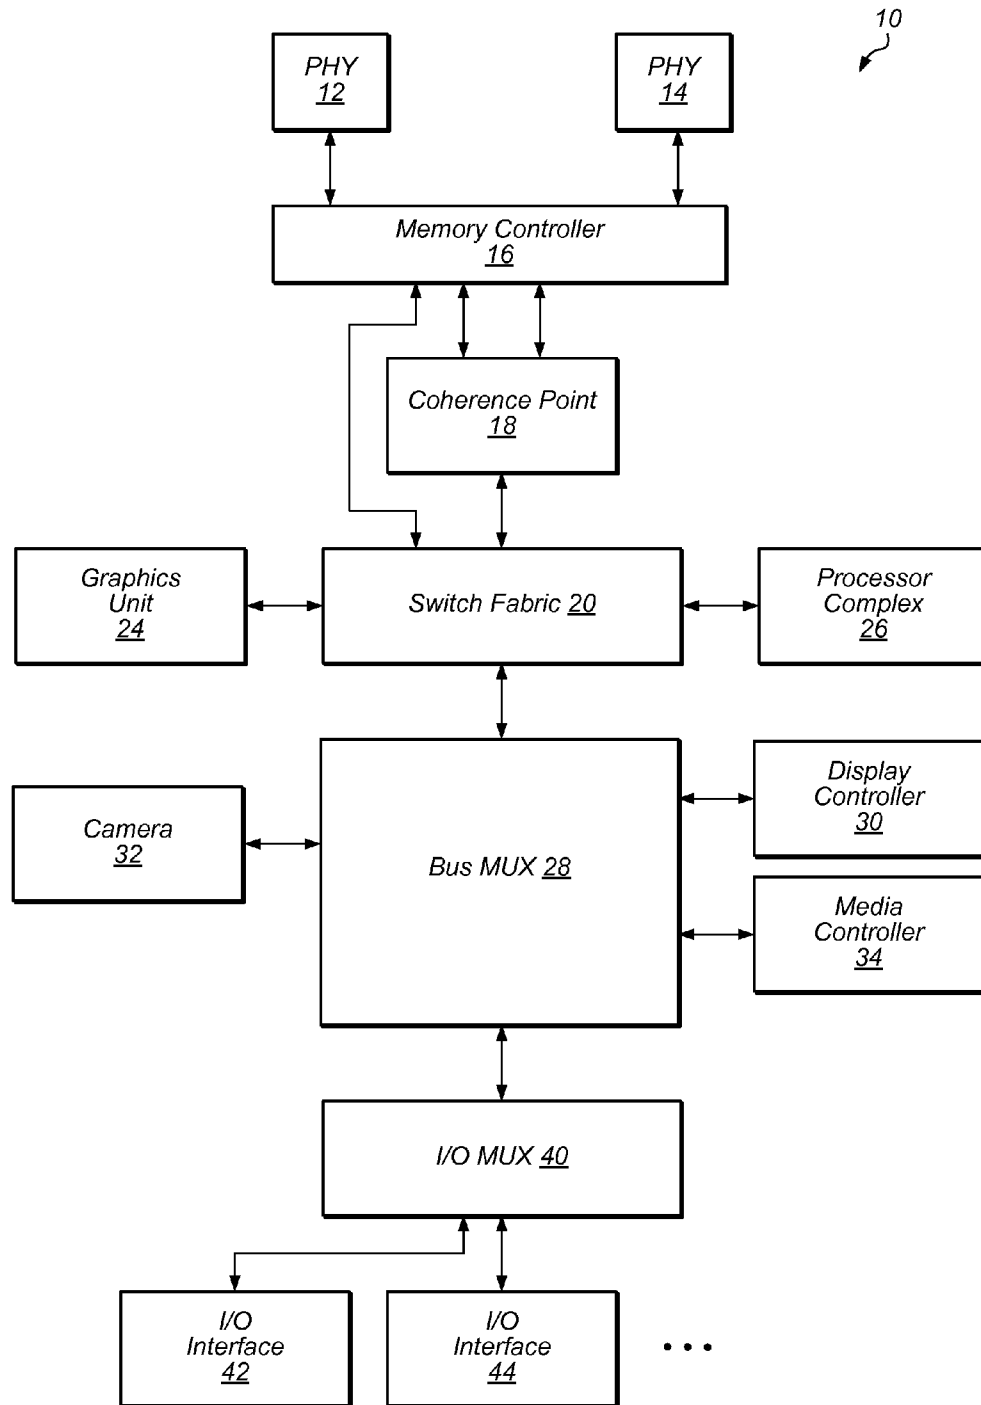 10
PHY
12
PHY
14
Memory Controller
16
Coherence Point
18
Graphics
Unit
24
Switch Fabric 20
Processor
Complex
26
Camera
32
Bus MUX 28
Display
Controller
30
Media
Controller
34
I/O MUX 40
I/O
Interface
42
I/O
Interface
44
• • •